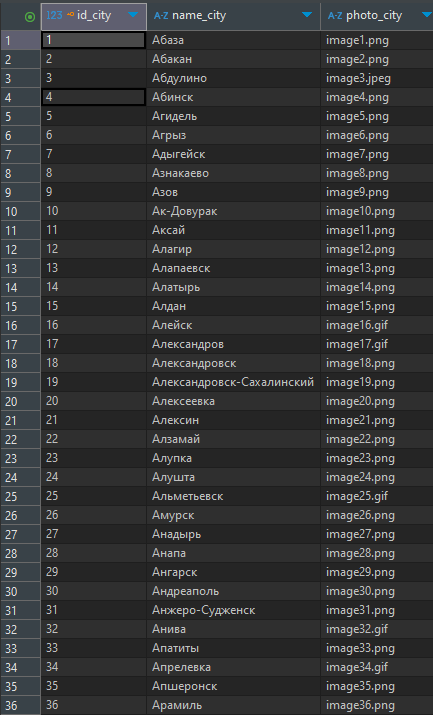 123 id_city A-Z name_city A-Z photo_city
1 1 Абаза image1.png
2 2 Абакан image2.png
3 3 Абдулино image3.jpeg
4 4 Абинск image4.png
5 5 Агидель image5.png
6 6 Агрыз image6.png
7 7 Адыгейск image7.png
8 8 Азнакаево image8.png
9 9 Азов image9.png
10 10 Ак-Довурак image10.png
11 11 Аксай image11.png
12 12 Алагир image12.png
13 13 Алапаевск image13.png
14 14 Алатырь image14.png
15 15 Алдан image15.png
16 16 Алейск image16.gif
17 17 Александров image17.gif
18 18 Александровск image18.png
19 19 Александровск-Сахалинский image19.png
20 20 Алексеевка image20.png
21 21 Алексин image21.png
22 22 Алзамай image22.png
23 23 Алупка image23.png
24 24 Алушта image24.png
25 25 Альметьевск image25.gif
26 26 Амурск image26.png
27 27 Анадырь image27.png
28 28 Анапа image28.png
29 29 Ангарск image29.png
30 30 Андреаполь image30.png
31 31 Анжеро-Судженск image31.png
32 32 Анива image32.gif
33 33 Апатиты image33.png
34 34 Апрелевка image34.gif
35 35 Апшеронск image35.png
36 36 Арамиль image36.png